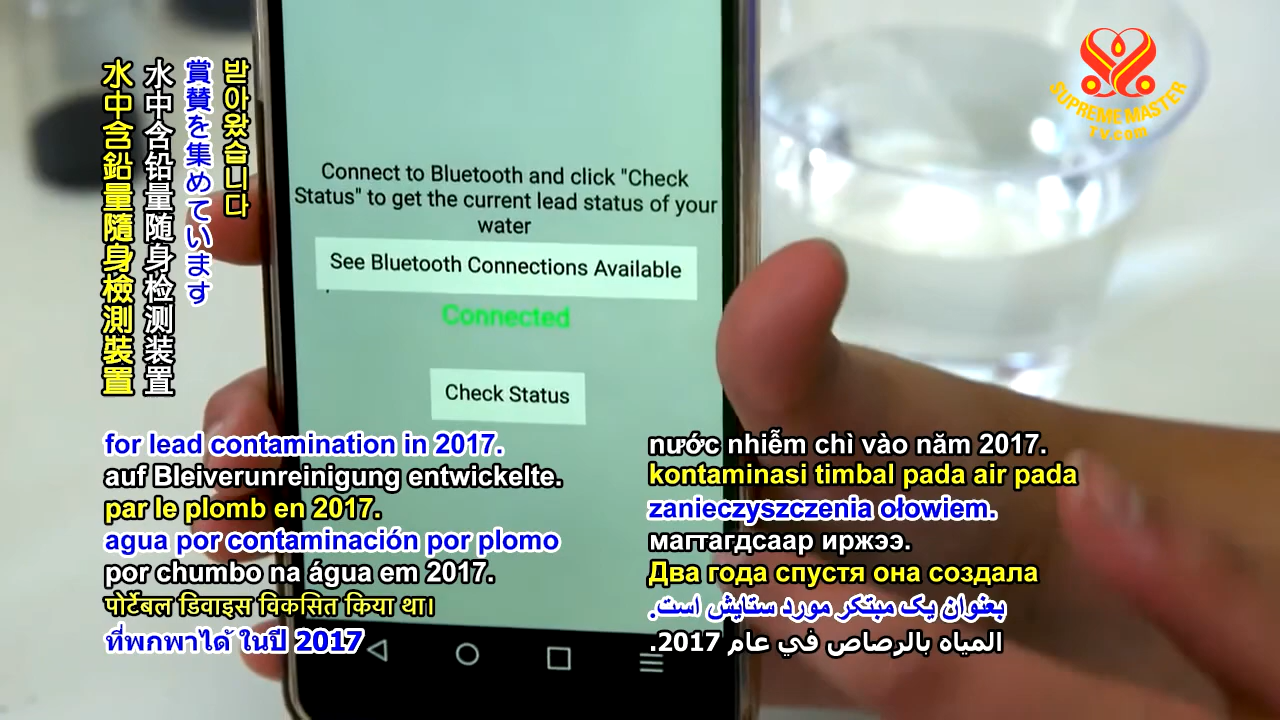 받아왔습니다
賞賛を集めています
水中含铅量随身检测装置
水中含鉛量隨身檢測裝置
SUPREME MASTER
TV.com
Connect to Bluetooth and click "Check
Status" to get the current lead status of your
water
See Bluetooth Connections Available
Connected
Check Status
for lead contamination in 2017.
auf Bleiverunreinigung entwickelte.
par le plomb en 2017.
agua por contaminación por plomo
por chumbo na água em 2017.
पोर्टेबल डिवाइस विकसित किया था।
ที่พกพาได้ ในปี 2017
nước nhiễm chì vào năm 2017.
kontaminasi timbal pada air pada
zanieczyszczenia ołowiem.
магтагдсаар иржээ.
Два года спустя она создала
بعنوان یک مبتکر مورد ستایش است.
المياه بالرصاص في عام 2017.